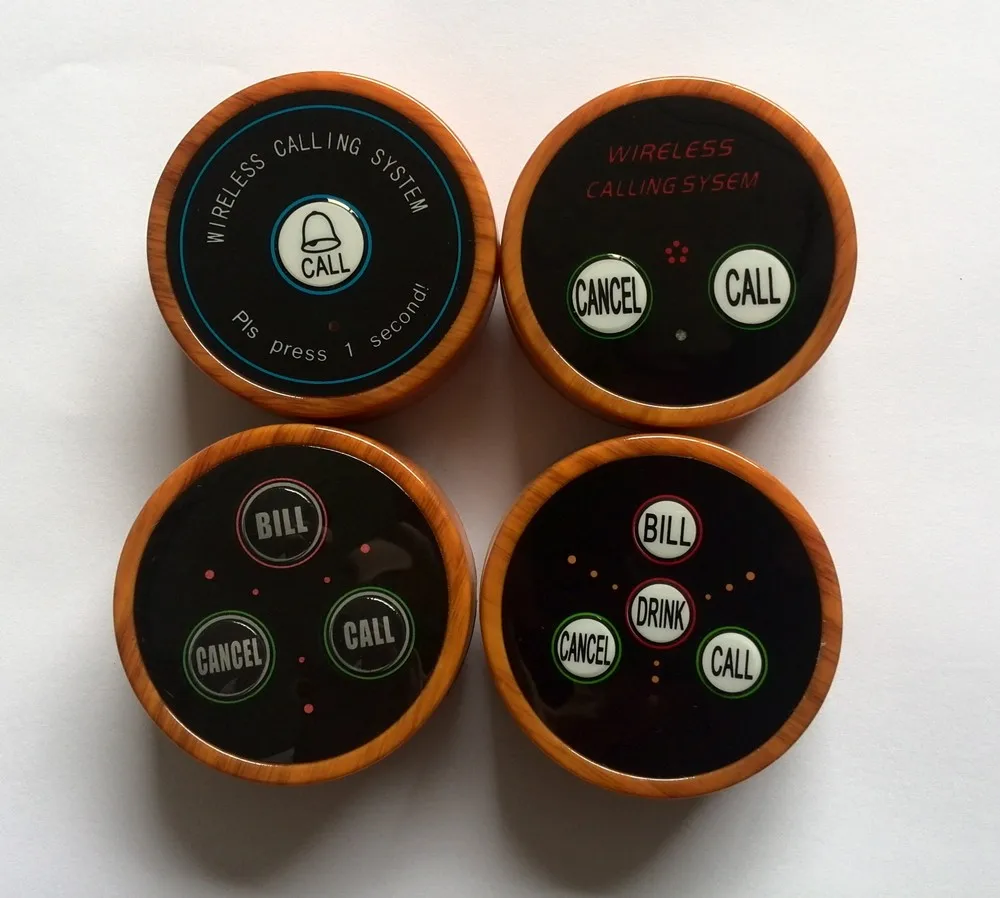 WIRELESS CALLING SYSTEM
CALL
Pls press 1 second!
WIRELESS
CALLING SYSEM
CANCEL
CALL
BILL
CANCEL
CALL
BILL
DRINK
CANCEL
CALL